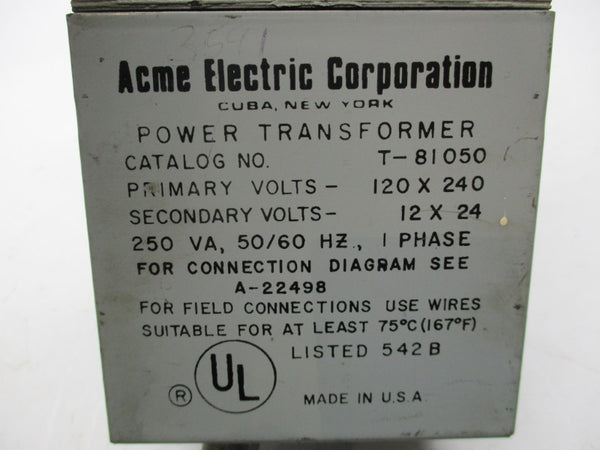 3541
Acme Electric Corporation
CUBA, NEW YORK
POWER TRANSFORMER
CATALOG NO. T-81050
PRIMARY VOLTS- 120 X 240
SECONDARY VOLTS- 12 X 24
250 VA, 50/60 HZ., 1 PHASE
FOR CONNECTION DIAGRAM SEE
A-22498
FOR FIELD CONNECTIONS USE WIRES
SUITABLE FOR AT LEAST 75°C (167°F)
UL LISTED 542 B
® MADE IN U.S.A.